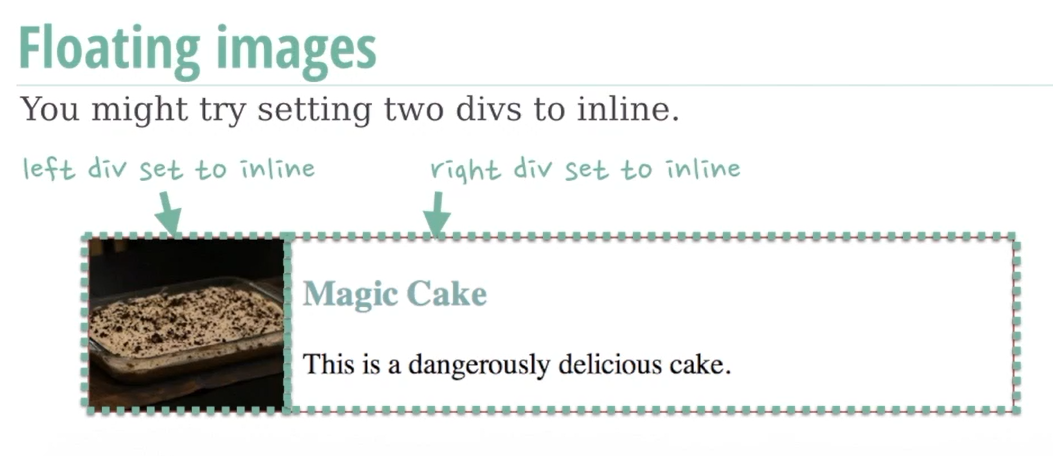 Floating images
You might try setting two divs to inline.
left div set to inline
right div set to inline
Magic Cake
This is a dangerously delicious cake.